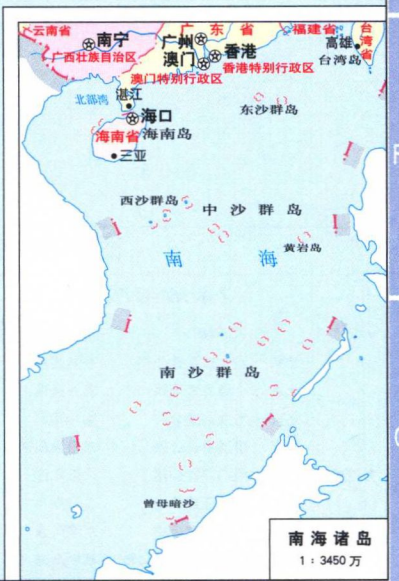 云南省
南宁
广西壮族自治区
广东省
广州
香港
澳门
香港特别行政区
澳门特别行政区
福建省
台湾省
高雄
台湾岛
北部湾
湛江
海口
海南省
海南岛
三亚
东沙群岛
西沙群岛
中沙群岛
黄岩岛
南海
南沙群岛
曾母暗沙
南海诸岛
1：3450万